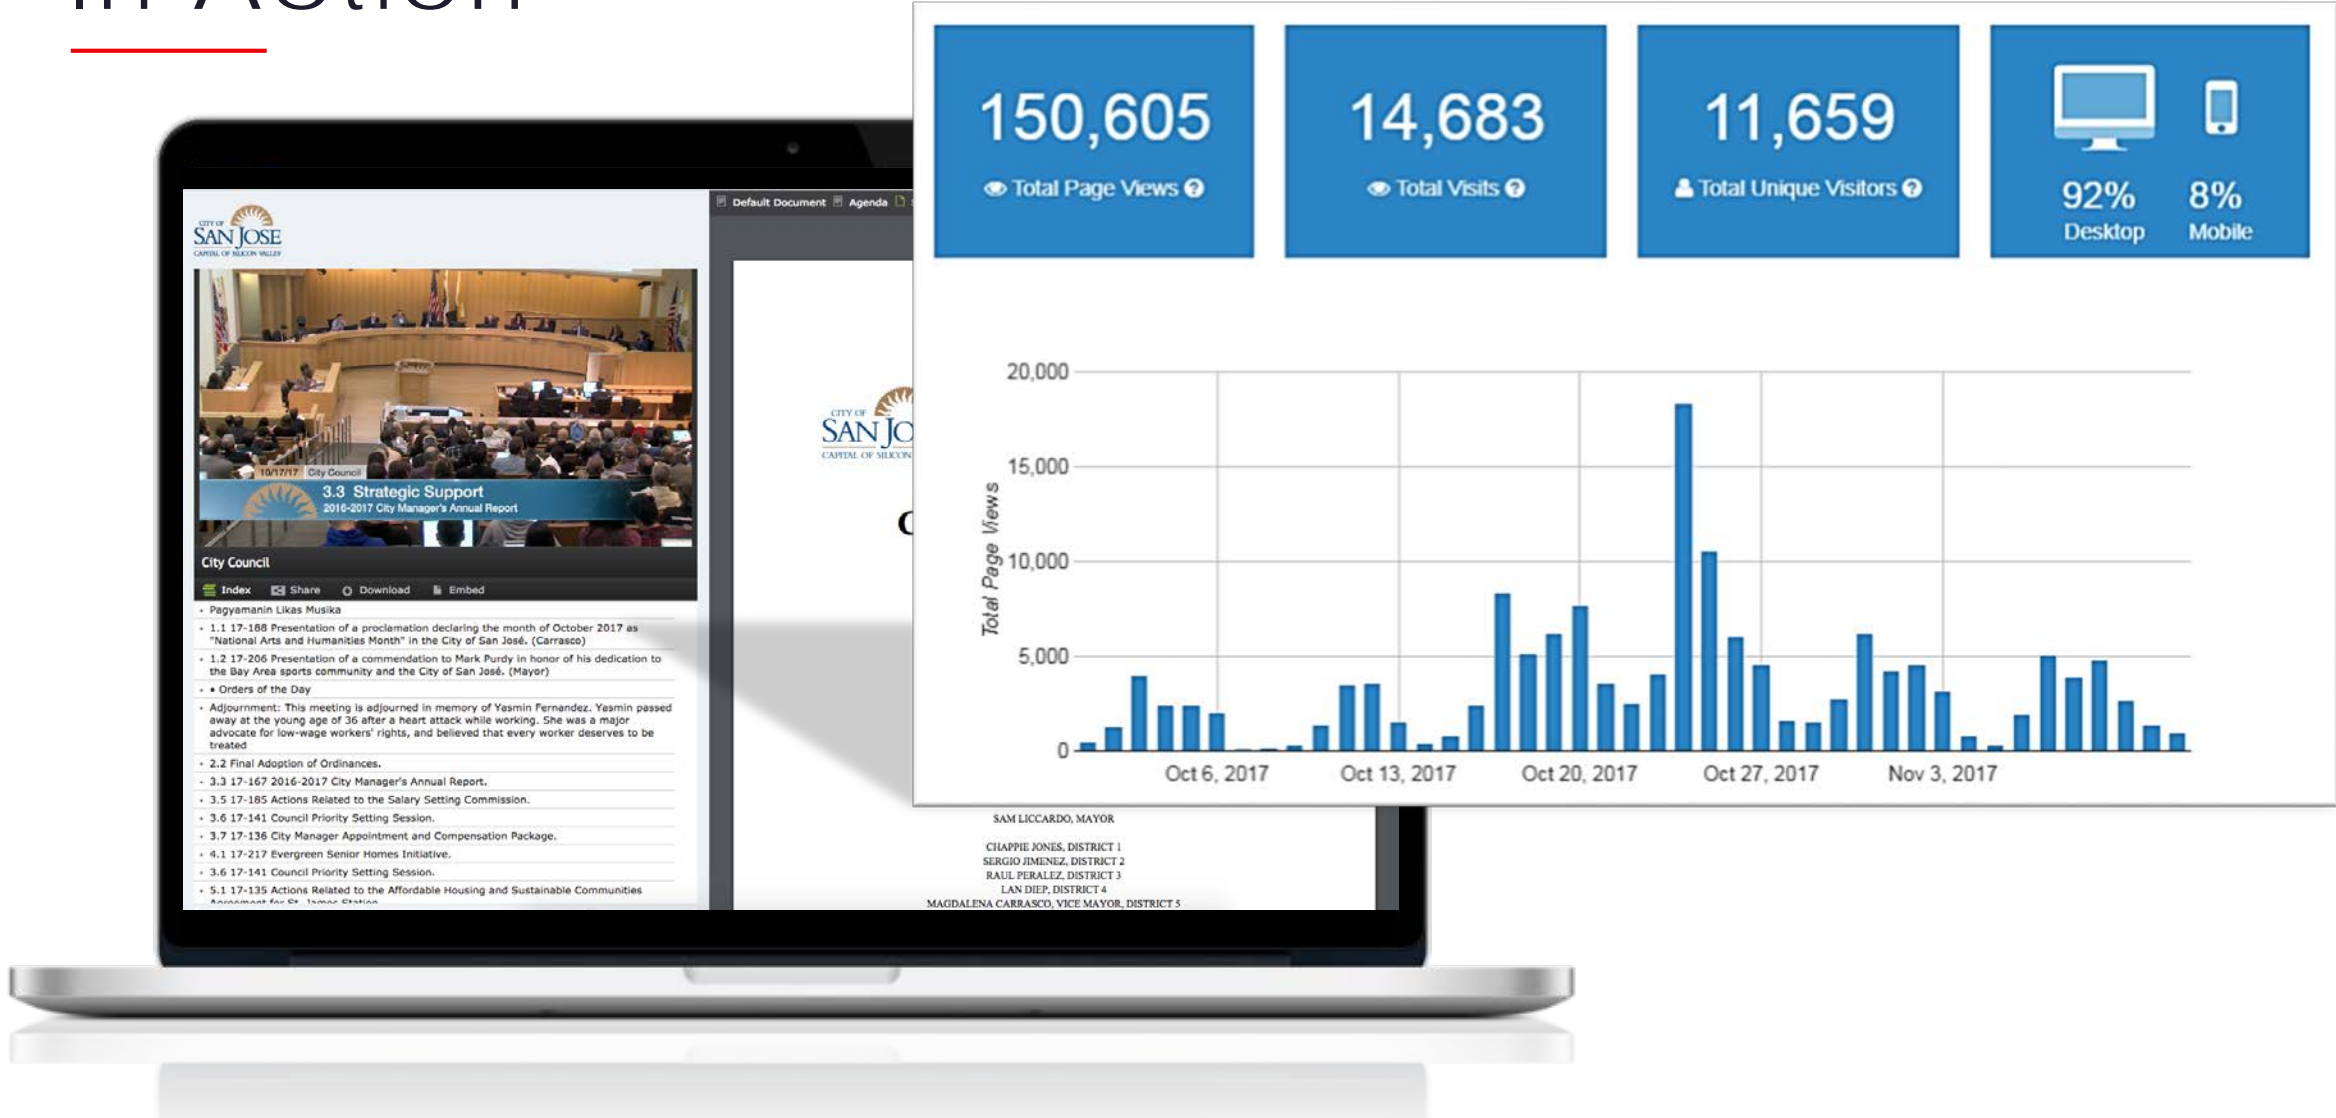 in Action
CITY OF
SAN JOSE
CAPITAL OF SILICON VALLEY
10/17/17 City Council
3.3 Strategic Support
2016-2017 City Manager's Annual Report
City Council
Index Share Download Embed
Pagyamanin Likas Musika
1.1 17-188 Presentation of a proclamation declaring the month of October 2017 as
"National Arts and Humanities Month" in the City of San José. (Carrasco)
1.2 17-206 Presentation of a commendation to Mark Purdy in honor of his dedication to
the Bay Area sports community and the City of San José. (Mayor)
• Orders of the Day
Adjournment: This meeting is adjourned in memory of Yasmin Fernandez. Yasmin passed
away at the young age of 36 after a heart attack while working. She was a major
advocate for low-wage workers' rights, and believed that every worker deserves to be
treated
2.2 Final Adoption of Ordinances.
3.3 17-167 2016-2017 City Manager's Annual Report.
3.5 17-185 Actions Related to the Salary Setting Commission.
3.6 17-141 Council Priority Setting Session.
3.7 17-136 City Manager Appointment and Compensation Package.
4.1 17-217 Evergreen Senior Homes Initiative.
3.6 17-141 Council Priority Setting Session.
5.1 17-135 Actions Related to the Affordable Housing and Sustainable Communities
Agreement for St. James Station
Default Document Agenda
CITY OF
SAN JO
CAPITAL OF SILICON
C
SAM LICCARDO, MAYOR
CHAPPIE JONES, DISTRICT 1
SERGIO JIMENEZ, DISTRICT 2
RAUL PERALEZ, DISTRICT 3
LAN DIEP, DISTRICT 4
MAGDALENA CARRASCO, VICE MAYOR, DISTRICT 5
150,605
Total Page Views ?
14,683
Total Visits ?
11,659
Total Unique Visitors ?
92% 8%
Desktop Mobile
Total Page Views
20,000
15,000
10,000
5,000
0
Oct 6, 2017 Oct 13, 2017 Oct 20, 2017 Oct 27, 2017 Nov 3, 2017